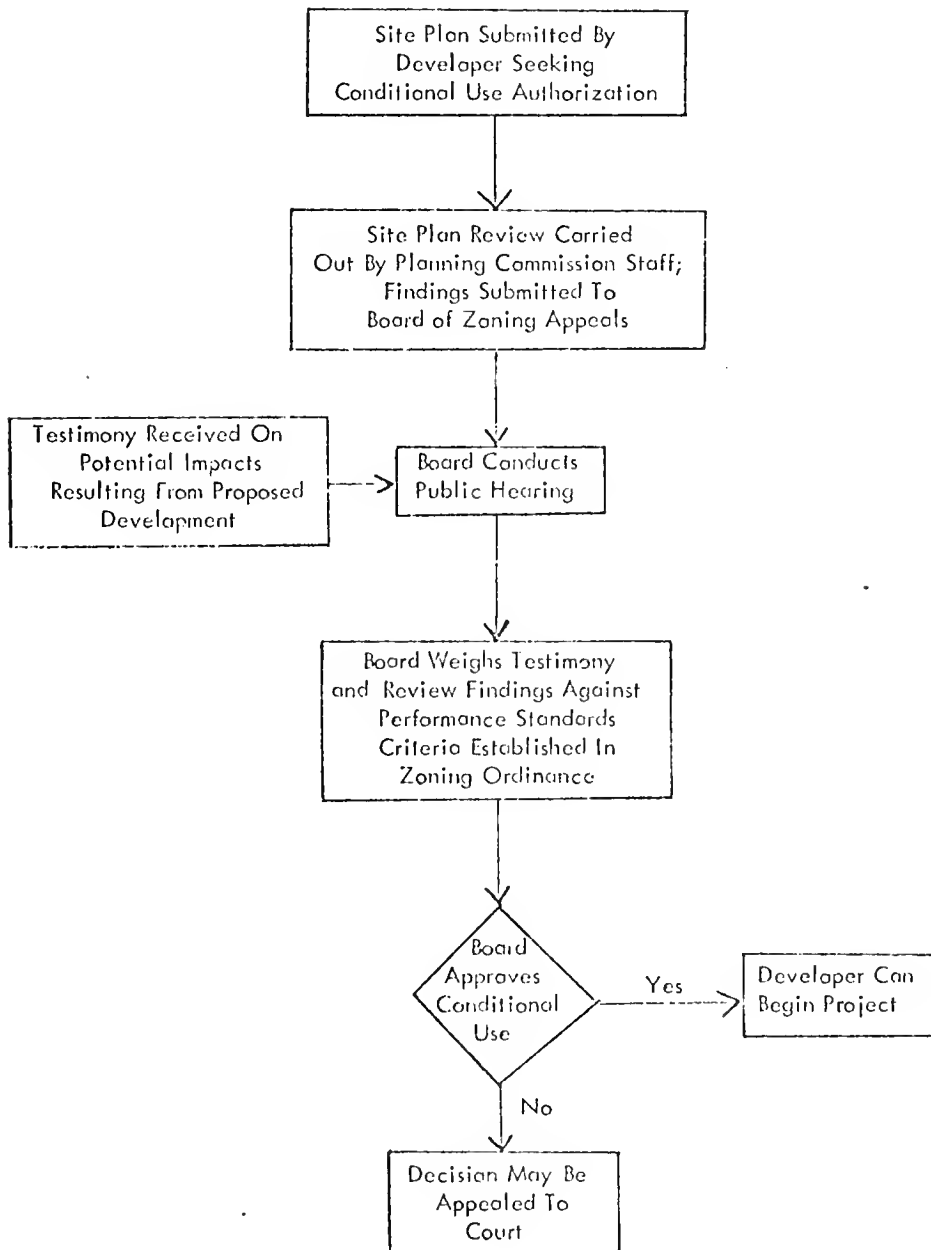 Site Plan Submitted By
Developer Seeking
Conditional Use Authorization
Site Plan Review Carried
Out By Planning Commission Staff;
Findings Submitted To
Board of Zoning Appeals
Testimony Received On
Potential Impacts
Resulting From Proposed
Development
Board Conducts
Public Hearing
Board Weighs Testimony
and Review Findings Against
Performance Standards
Criteria Established In
Zoning Ordinance
Board
Approves
Conditional
Use
Yes
Developer Can
Begin Project
No
Decision May Be
Appealed To
Court